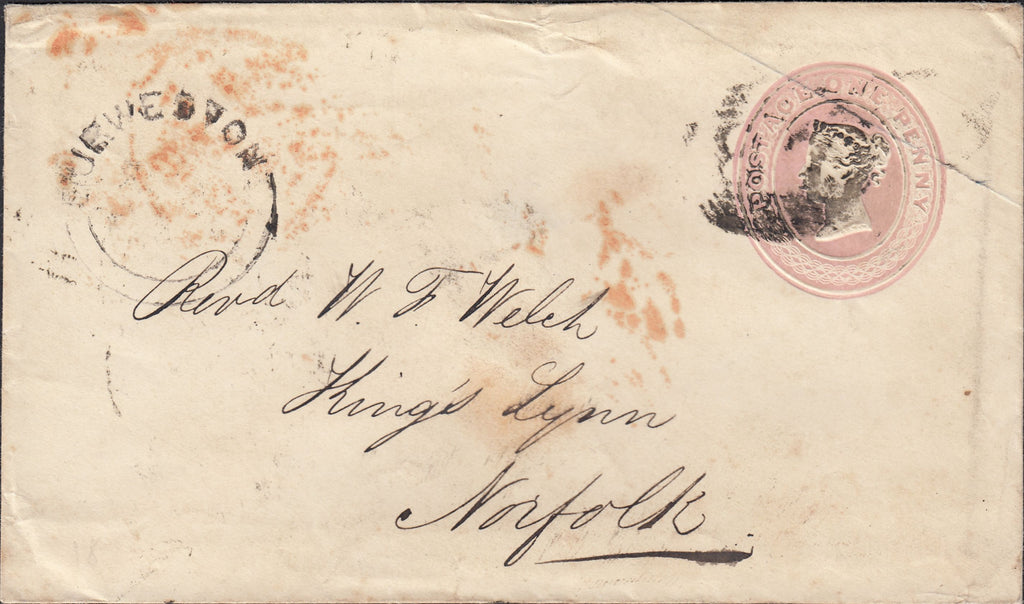 POSTAGE ONE PENNY
Revd W. F. Welch
King's Lynn
Norfolk